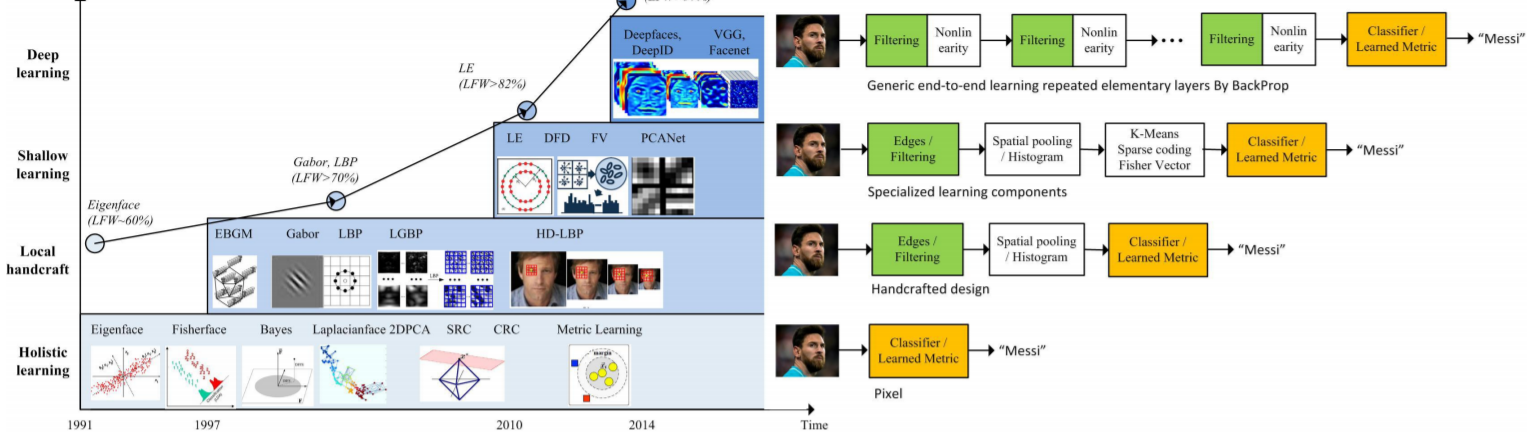 Deep
learning
Shallow
learning
Local
handcraft
Holistic
learning
Eigenface
(LFW~60%)
Gabor, LBP
(LFW>70%)
LE
(LFW>82%)
Deepfaces,
DeepID
VGG,
Facenet
LE DFD FV PCANet
EBGM Gabor LBP LGBP HD-LBP
LBP
Eigenface Fisherface Bayes Laplacianface 2DPCA SRC CRC Metric Learning
margin
1991 1997 2010 2014 Time
Filtering
Nonlin
earity
Filtering
Nonlin
earity
Filtering
Nonlin
earity
Classifier /
Learned Metric
“Messi”
Generic end-to-end learning repeated elementary layers By BackProp
Edges /
Filtering
Spatial pooling
/ Histogram
K-Means
Sparse coding
Fisher Vector
Classifier /
Learned Metric
“Messi”
Specialized learning components
Edges /
Filtering
Spatial pooling
/ Histogram
Classifier /
Learned Metric
“Messi”
Handcrafted design
Classifier /
Learned Metric
“Messi”
Pixel